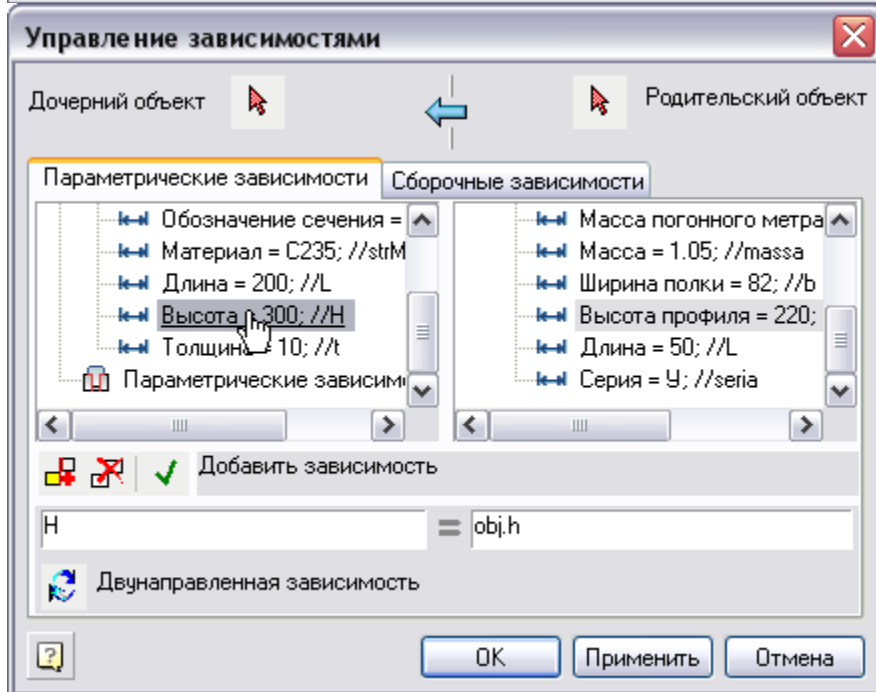 Управление зависимостями
Дочерний объект
Родительский объект
Параметрические зависимости
Сборочные зависимости
Обозначение сечения =
Материал = C235; //strM
Длина = 200; //L
Высота = 300; //H
Толщина = 10; //t
Параметрические зависим
Масса погонного метра
Масса = 1.05; //massa
Ширина полки = 82; //b
Высота профиля = 220;
Длина = 50; //L
Серия = У; //seria
Добавить зависимость
H = obj.h
Двунаправленная зависимость
OK Применить Отмена